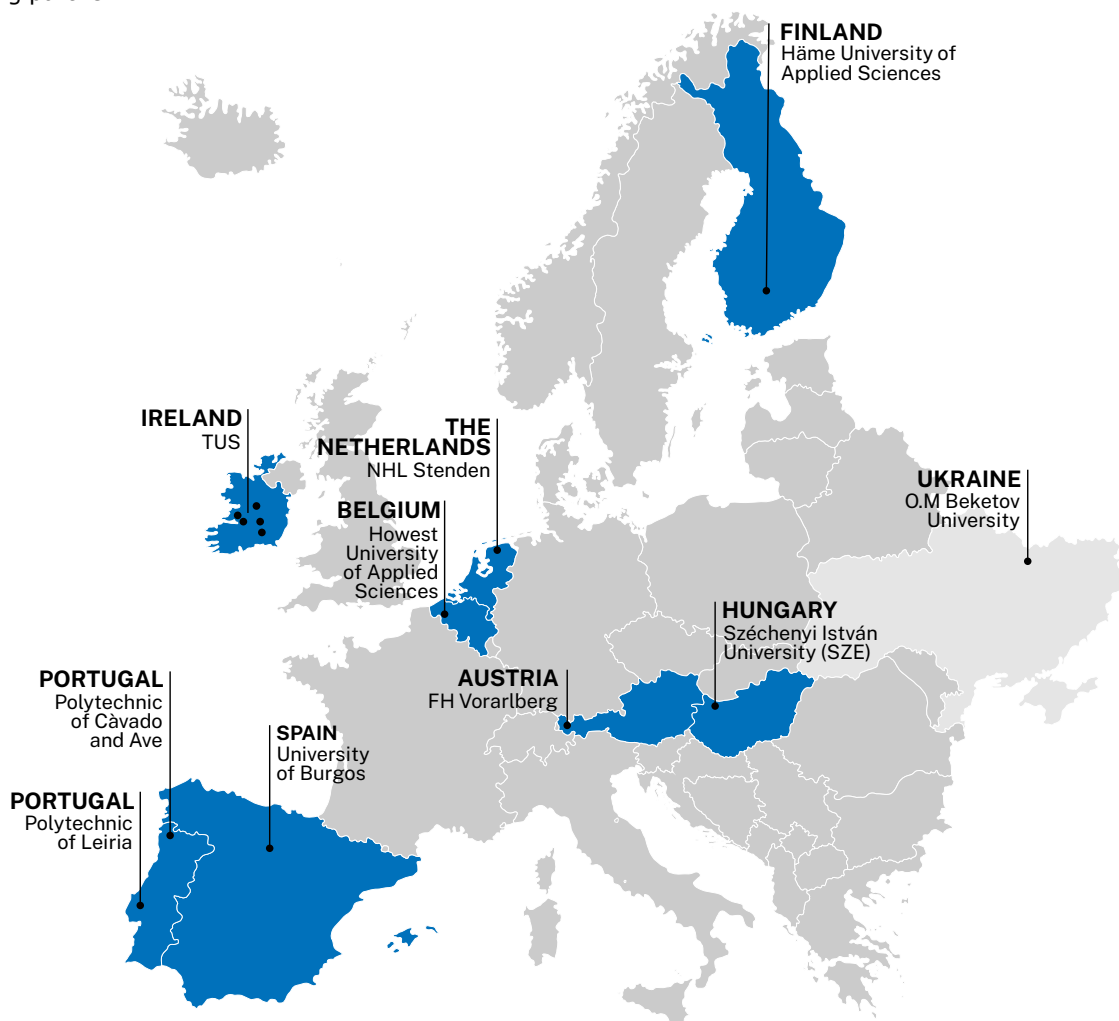 FINLAND
Häme University of
Applied Sciences
IRELAND
TUS
THE
NETHERLANDS
NHL Stenden
BELGIUM
Howest
University
of Applied
Sciences
UKRAINE
O.M Beketov
University
HUNGARY
Széchenyi István
University (SZE)
AUSTRIA
FH Vorarlberg
PORTUGAL
Polytechnic
of Càvado
and Ave
SPAIN
University
of Burgos
PORTUGAL
Polytechnic
of Leiria